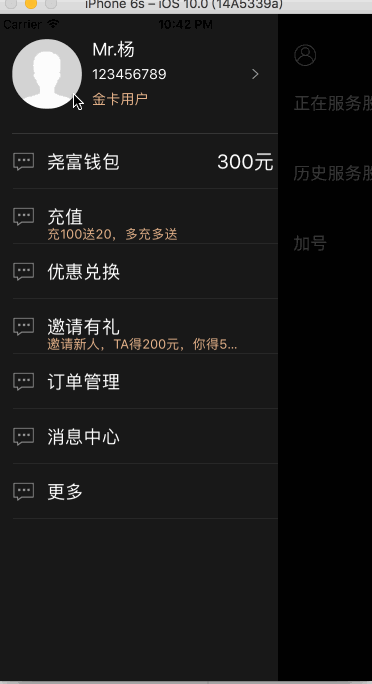 iPhone 6s – iOS 10.0 (14A5339a)
Carrier 10:42 PM
Mr.杨
123456789
金卡用户
尧富钱包 300元
充值
充100送20，多充多送
优惠兑换
邀请有礼
邀请新人，TA得200元，你得5...
订单管理
消息中心
更多
正在服务
历史服务
加号